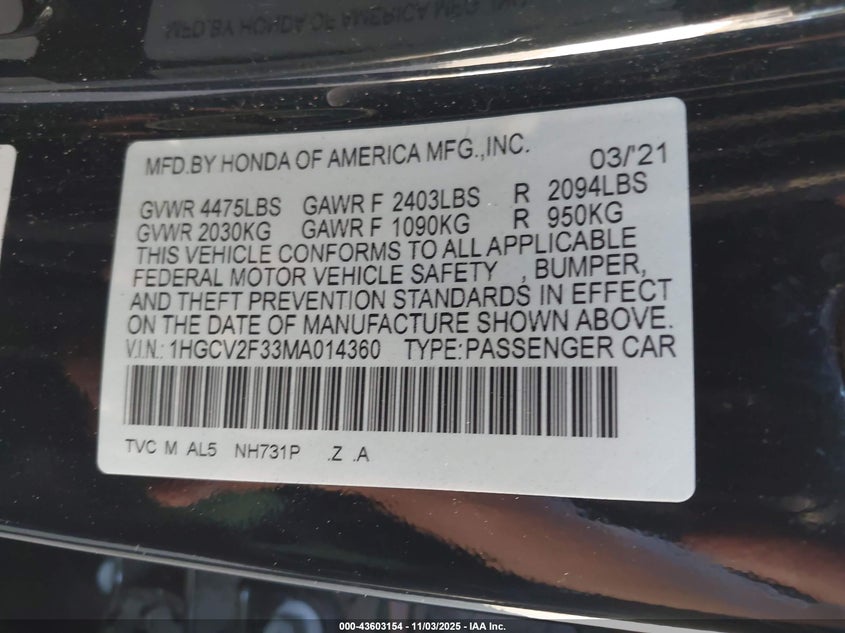 MFD.BY HONDA OF AMERICA MFG.,INC. 03/'21
GVWR 4475LBS GAWR F 2403LBS R 2094LBS
GVWR 2030KG GAWR F 1090KG R 950KG
THIS VEHICLE CONFORMS TO ALL APPLICABLE
FEDERAL MOTOR VEHICLE SAFETY , BUMPER,
AND THEFT PREVENTION STANDARDS IN EFFECT
ON THE DATE OF MANUFACTURE SHOWN ABOVE.
V.I.N.: 1HGCV2F33MA014360 TYPE:PASSENGER CAR
TVC M AL5 NH731P .Z .A
000-43603154 - 11/03/2025 - IAA Inc.